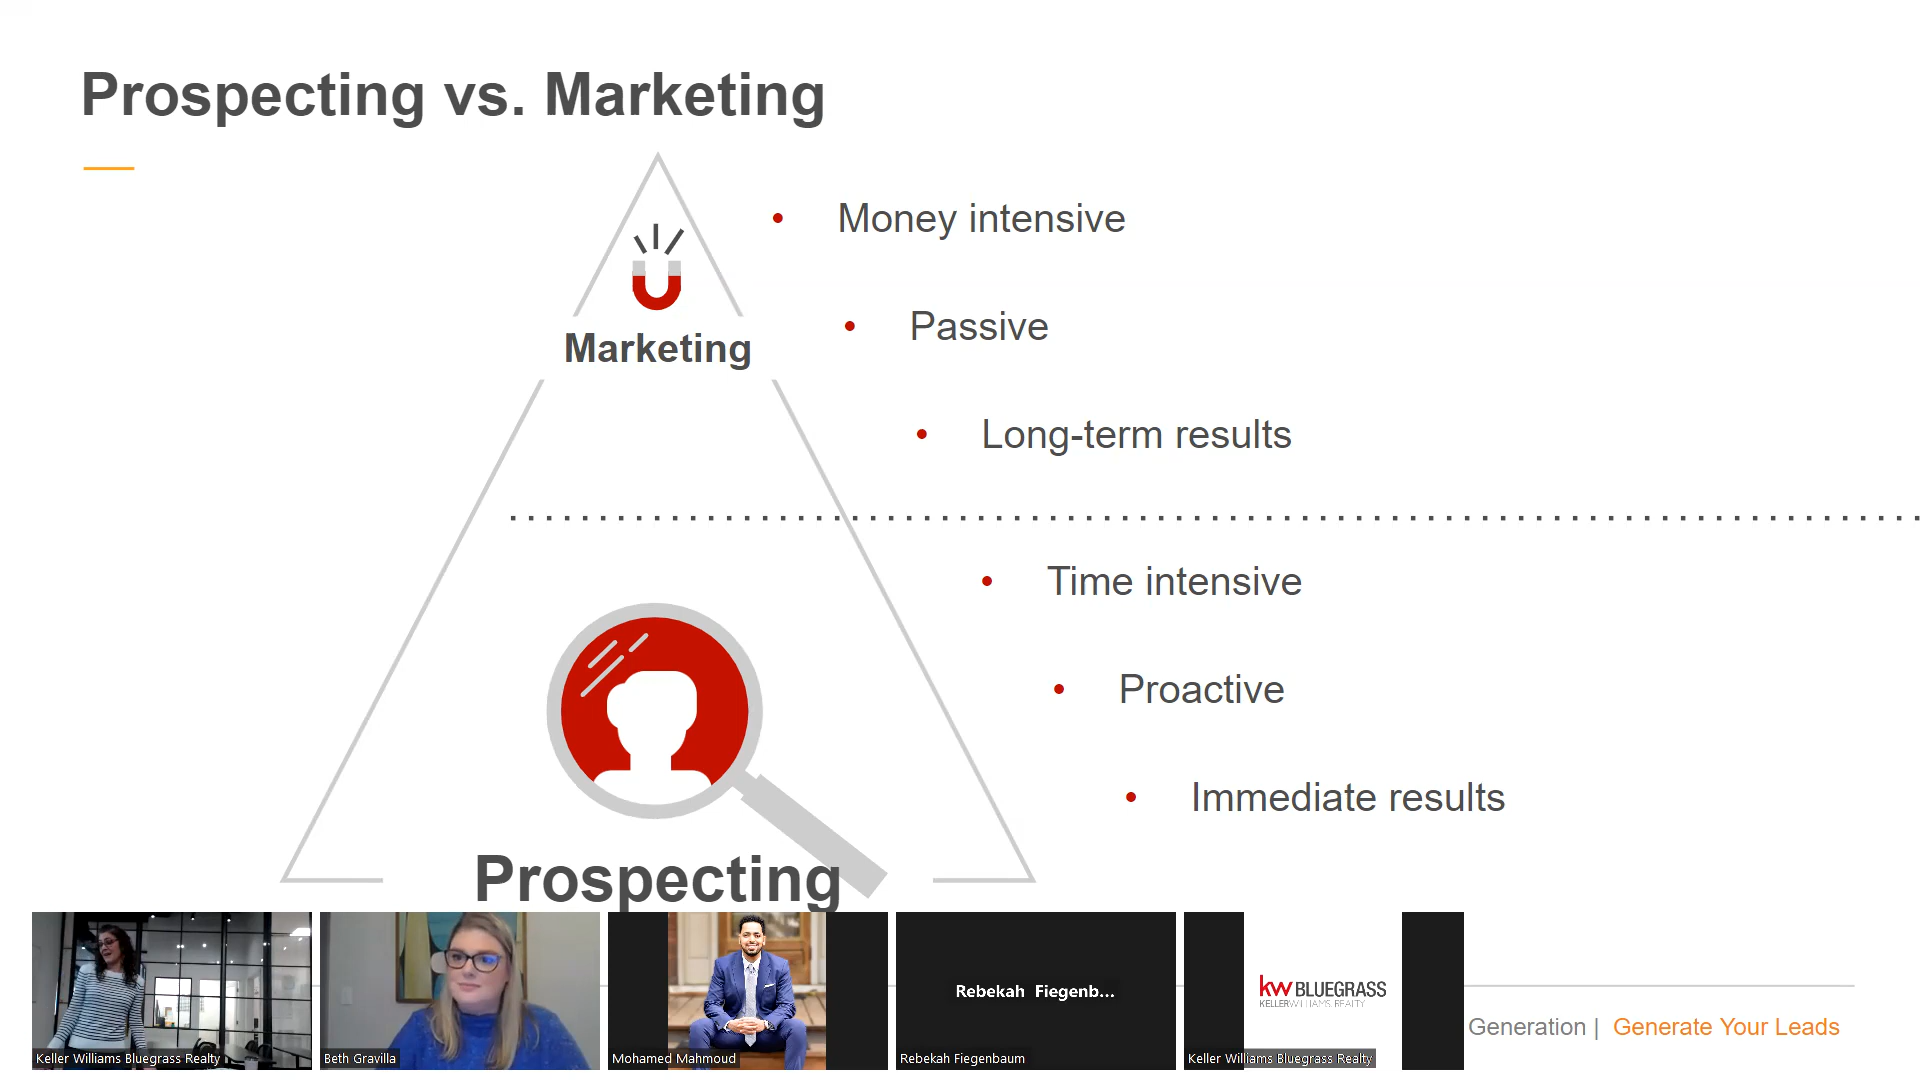 Prospecting vs. Marketing
Money intensive
Passive
Marketing
Long-term results
Time intensive
Proactive
Immediate results
Prospecting
Rebekah Fiegenb...
kw BLUEGRASS
KELLERWILLIAMS. REALTY
Generation | Generate Your Leads
Keller Williams Bluegrass Realty
Beth Gravilla
Mohamed Mahmoud
Rebekah Fiegenbaum
Keller Williams Bluegrass Realty